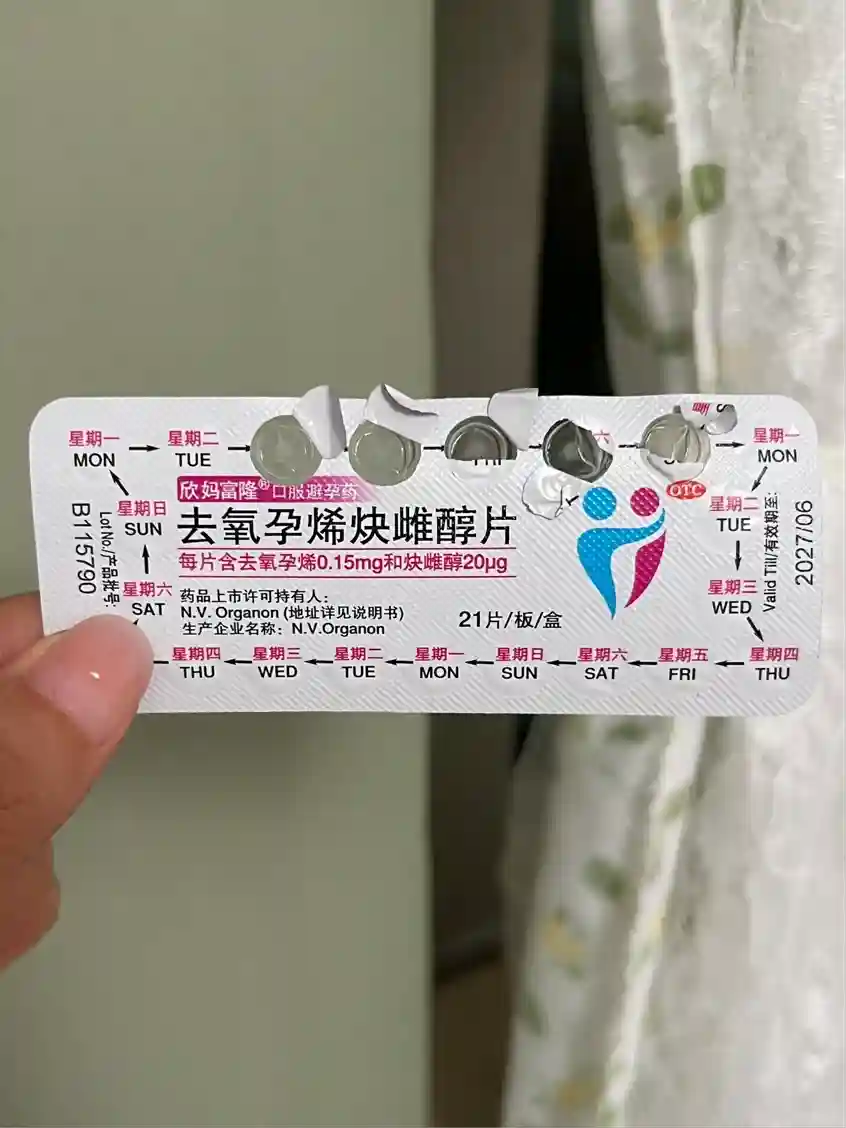 星期一 → 星期二 →
MON TUE
星期一
MON
欣妈富隆®口服避孕药
OTC
去氧孕烯炔雌醇片
每片含去氧孕烯0.15mg和炔雌醇20μg
药品上市许可持有人：
N.V. Organon (地址详见说明书)
生产企业名称：N.V.Organon
21片/板/盒
星期日
SUN
星期六
SAT
Lot No./产品批号:
B115790
星期二
TUE
星期三
WED
Valid Till/有效期至:
2027/06
星期四 ← 星期三 ← 星期二 ← 星期一 ← 星期日 ← 星期六 ← 星期五 ← 星期四
THU WED TUE MON SUN SAT FRI THU